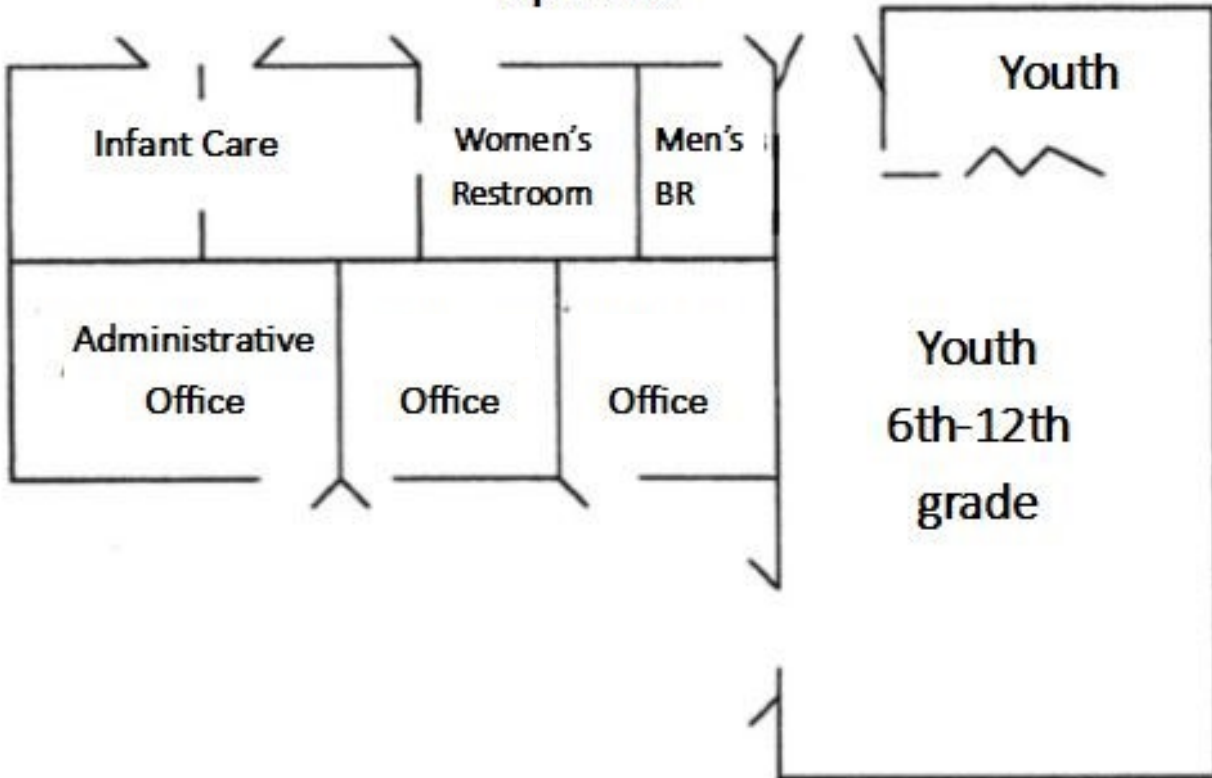 Youth
Infant Care
Women's
Restroom
Men's
BR
Administrative
Office
Office
Office
Youth
6th-12th
grade